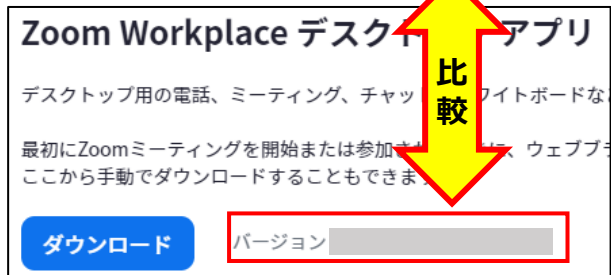 Zoom Workplace デスク アプリ
比
較
デスクトップ用の電話、ミーティング、チャッ ワイトボードな
最初にZoomミーティングを開始または参加さ 、ウェブブ
ここから手動でダウンロードすることもできま
ダウンロード
バージョン